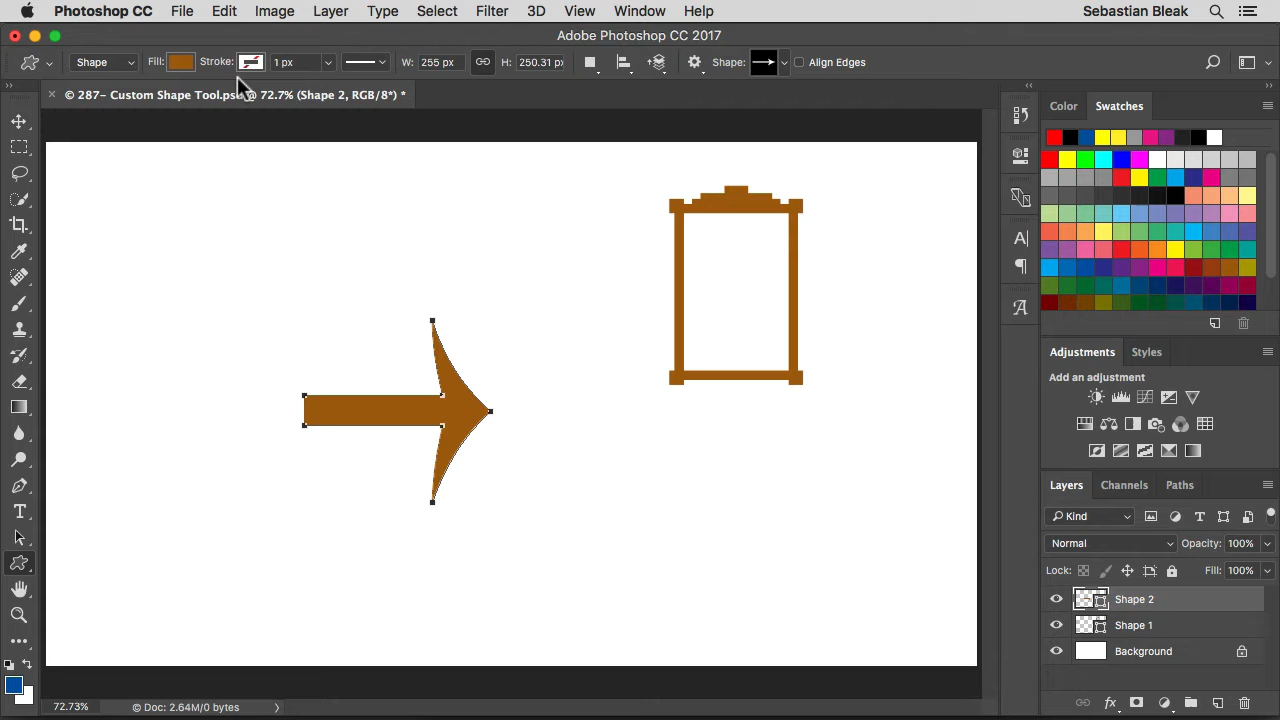 Photoshop CC File Edit Image Layer Type Select Filter 3D View Window Help Sebastian Bleak
Adobe Photoshop CC 2017
Shape Fill: Stroke: 1 px W: 255 px H: 250.31 px Shape: Align Edges
© 287– Custom Shape Tool.psd @ 72.7% (Shape 2, RGB/8*) *
Color Swatches
Adjustments Styles
Add an adjustment
Layers Channels Paths
Kind
Normal Opacity: 100%
Lock: Fill: 100%
Shape 2
Shape 1
Background
72.73% © Doc: 2.64M/0 bytes